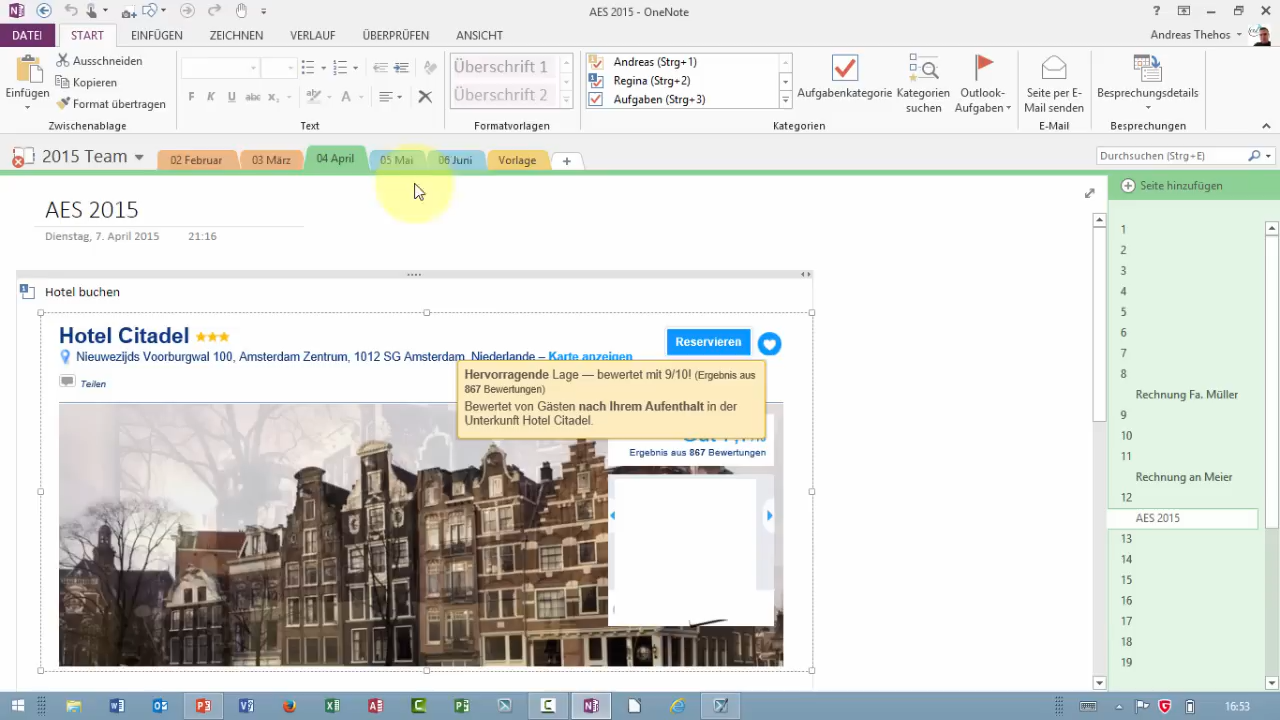 AES 2015 - OneNote
DATEI START EINFÜGEN ZEICHNEN VERLAUF ÜBERPRÜFEN ANSICHT Andreas Thehos
Einfügen
Ausschneiden
Kopieren
Format übertragen
Zwischenablage
F K U abc x
Text
Überschrift 1
Überschrift 2
Formatvorlagen
Andreas (Strg+1)
Regina (Strg+2)
Aufgaben (Strg+3)
Aufgabenkategorie
Kategorien suchen
Outlook-
Aufgaben
Kategorien
Seite per E-
Mail senden
E-Mail
Besprechungsdetails
Besprechungen
2015 Team 02 Februar 03 März 04 April 05 Mai 06 Juni Vorlage
Durchsuchen (Strg+E)
AES 2015
Dienstag, 7. April 2015 21:16
Hotel buchen
Hotel Citadel
Reservieren
Nieuwezijds Voorburgwal 100, Amsterdam Zentrum, 1012 SG Amsterdam, Niederlande – Karte anzeigen
Teilen
Hervorragende Lage — bewertet mit 9/10! (Ergebnis aus
867 Bewertungen)
Bewertet von Gästen nach Ihrem Aufenthalt in der
Unterkunft Hotel Citadel.
Ergebnis aus 867 Bewertungen
Seite hinzufügen
1
2
3
4
5
6
7
8
Rechnung Fa. Müller
9
10
11
Rechnung an Meier
12
AES 2015
13
14
15
16
17
18
19
16:53